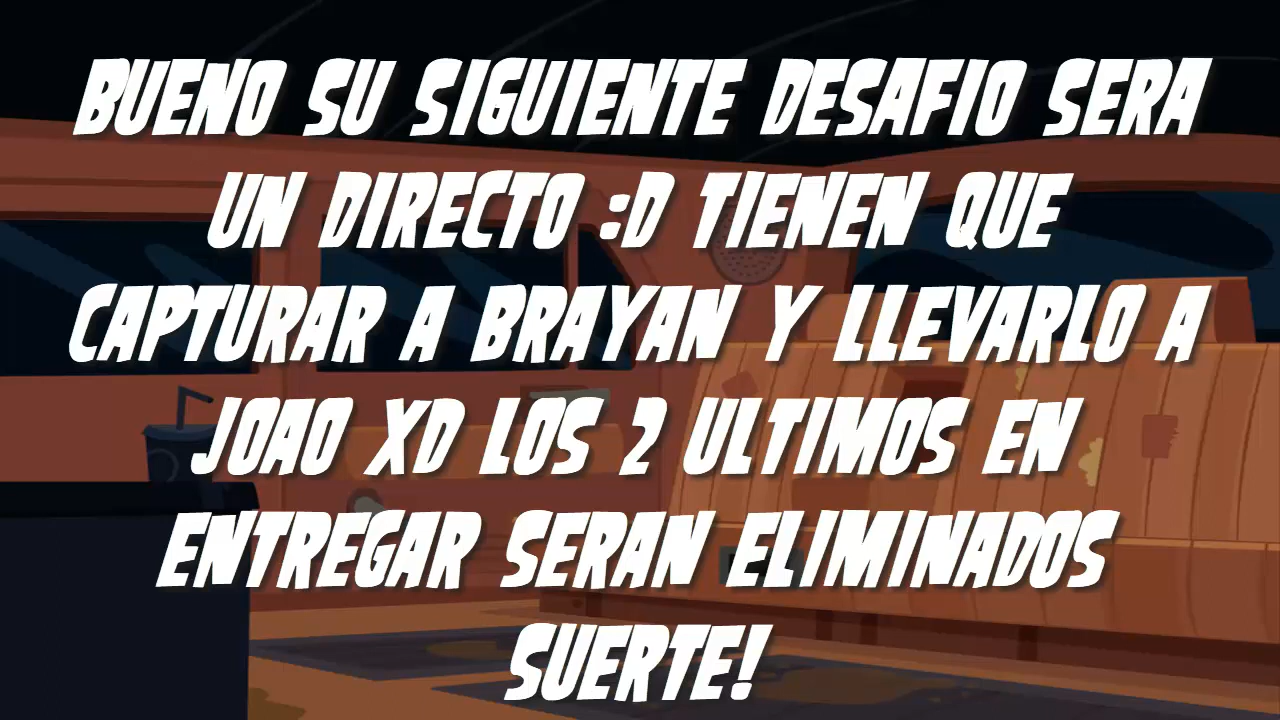 BUENO SU SIGUIENTE DESAFIO SERA
UN DIRECTO :D TIENEN QUE
CAPTURAR A BRAYAN Y LLEVARLO A
JOAO XD LOS 2 ULTIMOS EN
ENTREGAR SERAN ELIMINADOS
SUERTE!